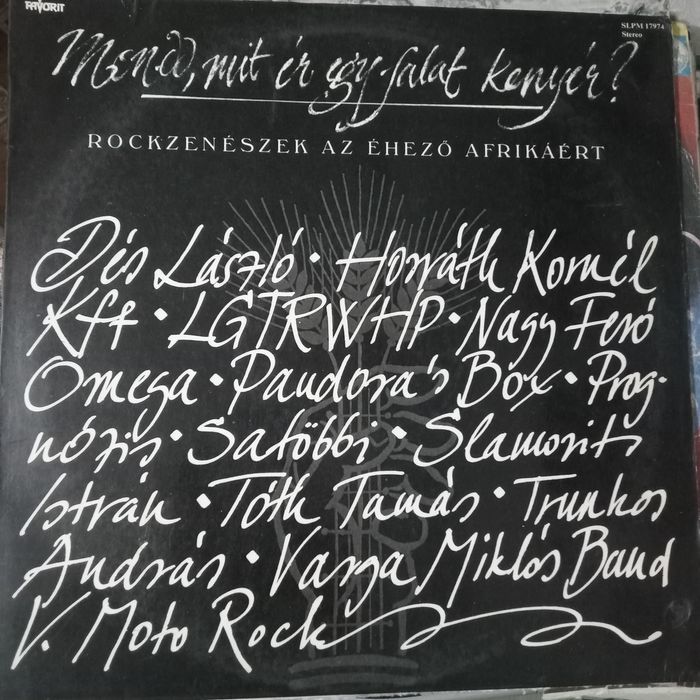 FAVORIT
SLPM 17974
Stereo
Mondd, mit ér egy falat kenyér?
ROCKZENÉSZEK AZ ÉHEZŐ AFRIKÁÉRT
Dés László • Horváth Kornél
Kft • LGTRWHP • Nagy Feró
Omega • Pandora's Box • Prog-
nózis • Satöbbi • Slamovits
István • Tóth Tamás • Trunkos
András • Varga Miklós Band
V. Moto Rock